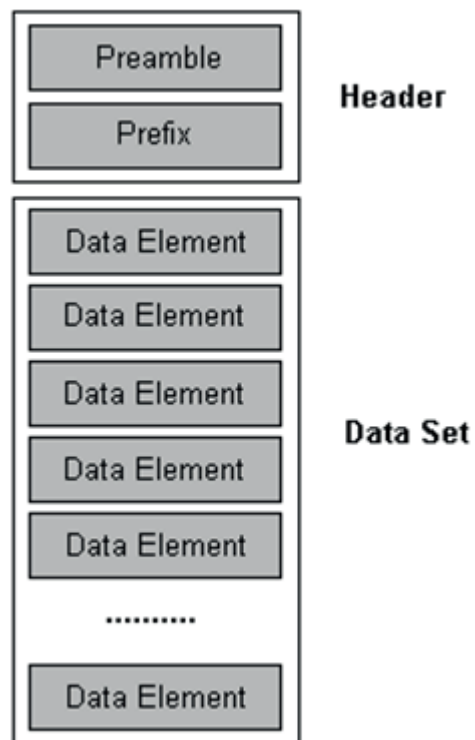 Preamble
Header
Prefix
Data Element
Data Element
Data Element
Data Set
Data Element
Data Element
..........
Data Element